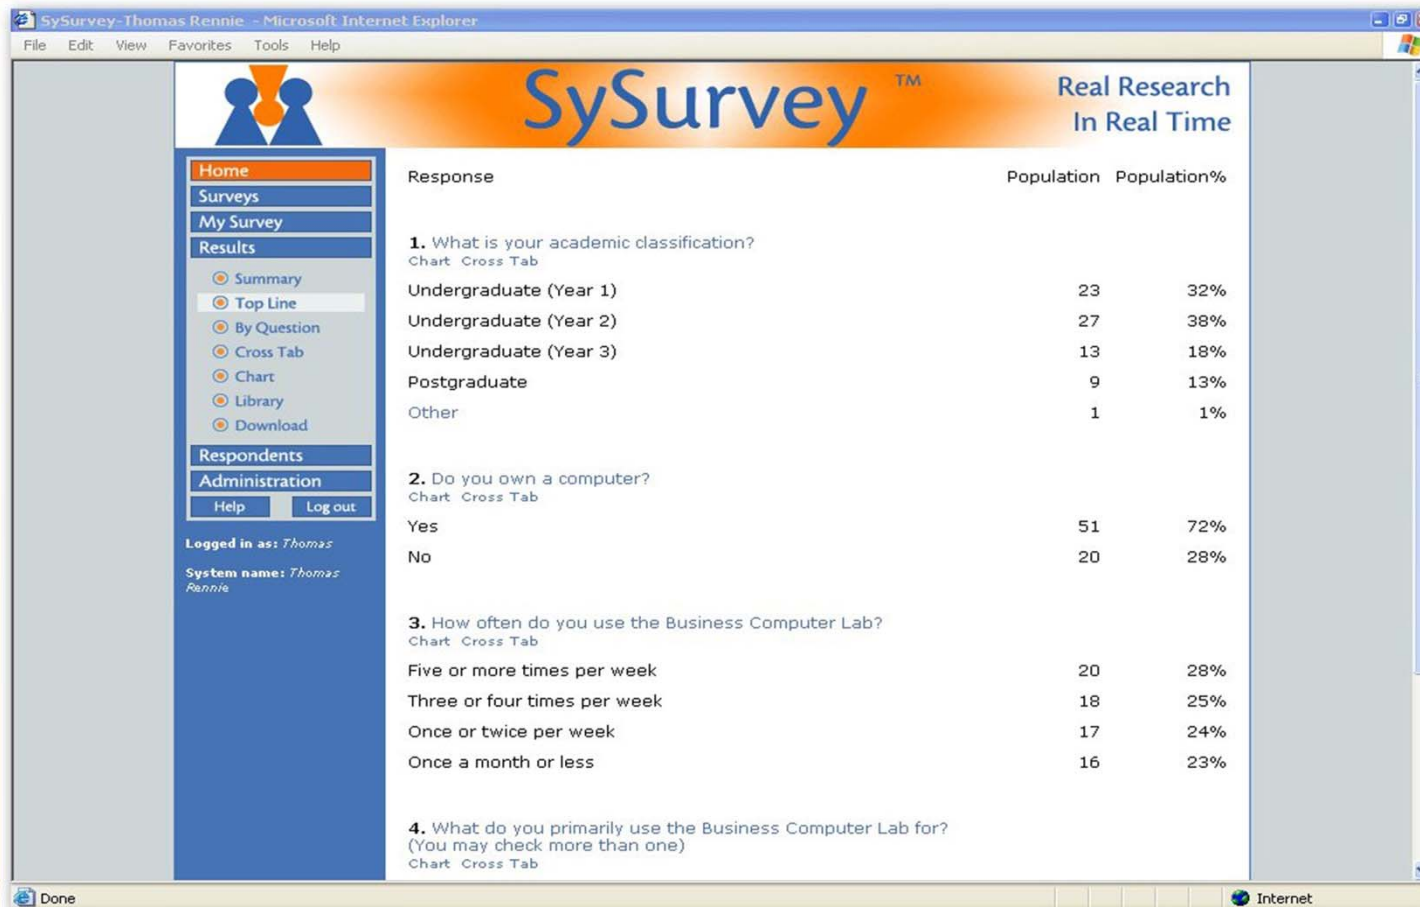 SySurvey-Thomas Rennie - Microsoft Internet Explorer
File Edit View Favorites Tools Help
SySurvey ™
Real Research
In Real Time
Home
Surveys
My Survey
Results
Summary
Top Line
By Question
Cross Tab
Chart
Library
Download
Respondents
Administration
Help Log out
Logged in as: Thomas
System name: Thomas
Rennie
Response Population Population%
1. What is your academic classification?
Chart Cross Tab
Undergraduate (Year 1) 23 32%
Undergraduate (Year 2) 27 38%
Undergraduate (Year 3) 13 18%
Postgraduate 9 13%
Other 1 1%
2. Do you own a computer?
Chart Cross Tab
Yes 51 72%
No 20 28%
3. How often do you use the Business Computer Lab?
Chart Cross Tab
Five or more times per week 20 28%
Three or four times per week 18 25%
Once or twice per week 17 24%
Once a month or less 16 23%
4. What do you primarily use the Business Computer Lab for?
(You may check more than one)
Chart Cross Tab
Done Internet